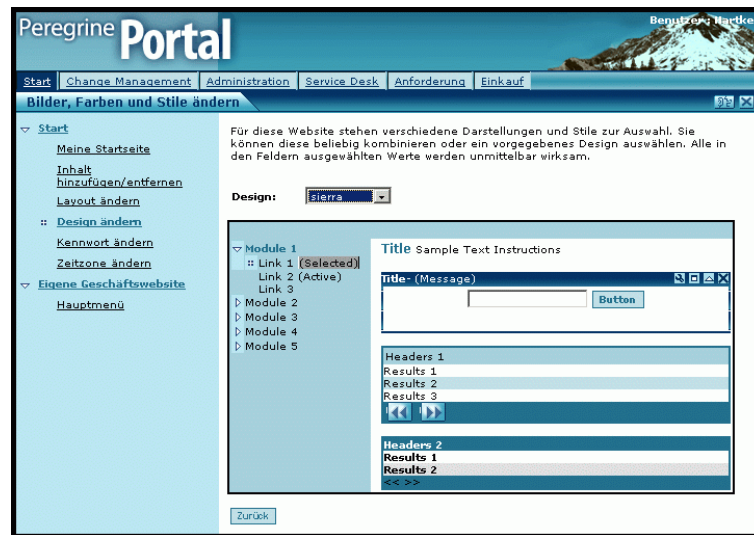 Peregrine Portal
Benutzer: Hartke
Start Change Management Administration Service Desk Anforderung Einkauf
Bilder, Farben und Stile ändern
Start
Meine Startseite
Inhalt
hinzufügen/entfernen
Layout ändern
Design ändern
Kennwort ändern
Zeitzone ändern
Eigene Geschäftswebsite
Hauptmenü
Für diese Website stehen verschiedene Darstellungen und Stile zur Auswahl. Sie
können diese beliebig kombinieren oder ein vorgegebenes Design auswählen. Alle in
den Feldern ausgewählten Werte werden unmittelbar wirksam.
Design: sierra
Module 1
Link 1 (Selected)
Link 2 (Active)
Link 3
Module 2
Module 3
Module 4
Module 5
Title Sample Text Instructions
Title- (Message)
Button
Headers 1
Results 1
Results 2
Results 3
Headers 2
Results 1
Results 2
<< >>
Zurück